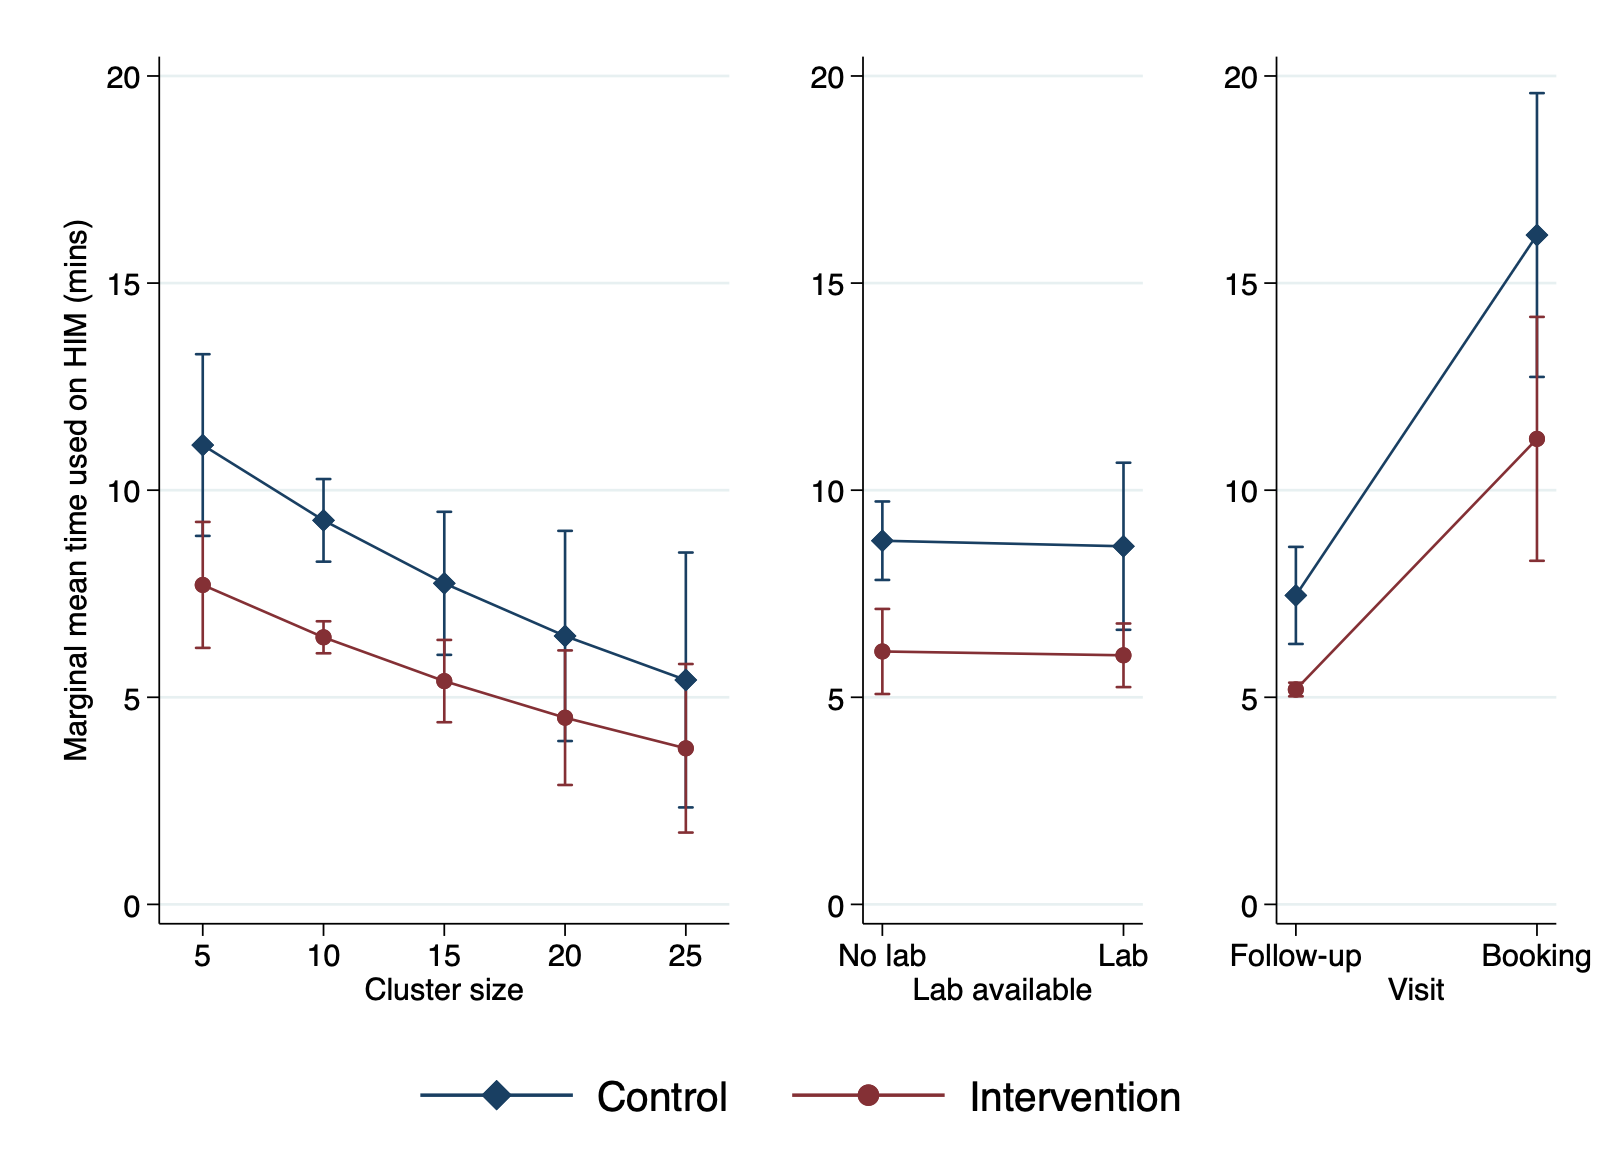 Marginal mean time used on HIM (mins)
20
15
10
5
0
5 10 15 20 25
Cluster size
20
15
10
5
0
No lab Lab
Lab available
20
15
10
5
0
Follow-up Booking
Visit
Control Intervention